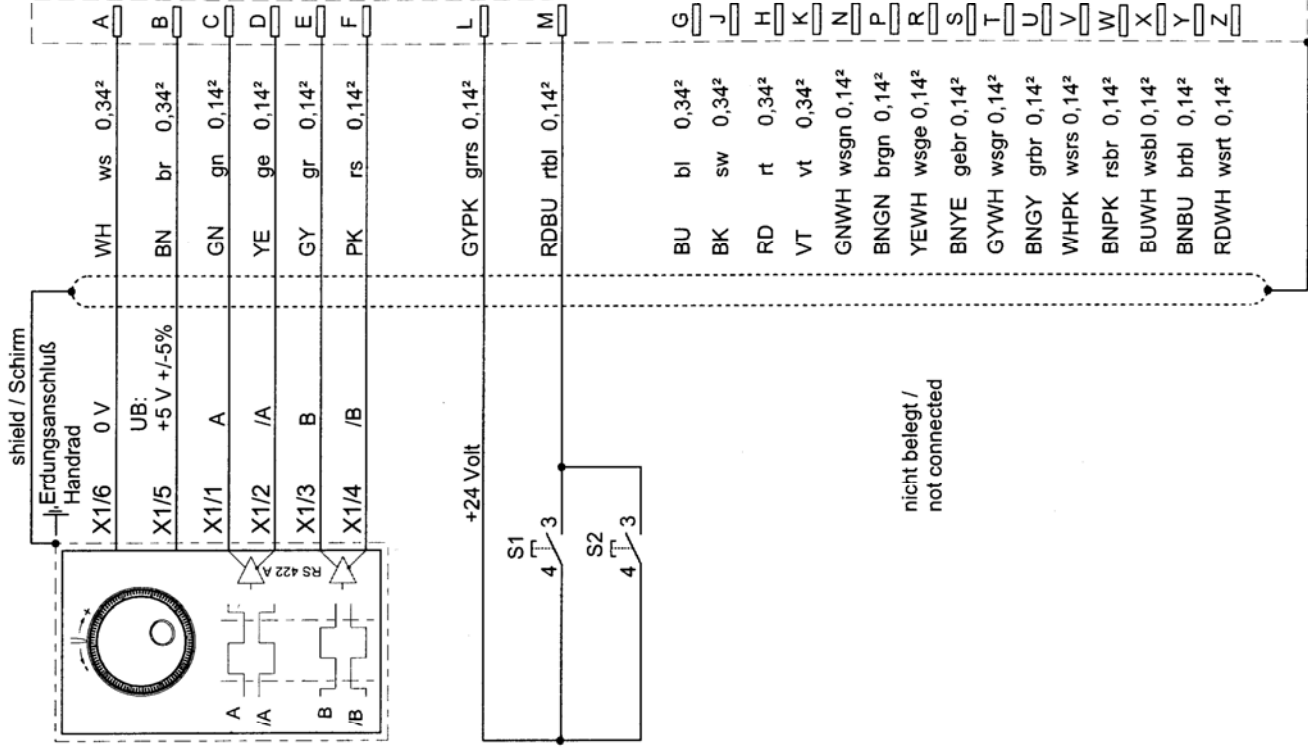 shield / Schirm
Erdungsanschluß
Handrad
X1/6 0 V WH ws 0,34² A
UB:
X1/5 +5 V +/-5% BN br 0,34² B
X1/1 A GN gn 0,14² C
X1/2 /A YE ge 0,14² D
X1/3 B GY gr 0,14² E
X1/4 /B PK rs 0,14² F
- +
RS 422 A
A
/A
B
/B
+24 Volt GYPK grrs 0,14² L
RDBU rtbl 0,14² M
S1
4 3
S2
4 3
nicht belegt /
not connected
BU bl 0,34² G
BK sw 0,34² J
RD rt 0,34² H
VT vt 0,34² K
GNWH wsgn 0,14² N
BNGN brgn 0,14² P
YEWH wsge 0,14² R
BNYE gebr 0,14² S
GYWH wsgr 0,14² T
BNGY grbr 0,14² U
WHPK wsrs 0,14² V
BNPK rsbr 0,14² W
BUWH wsbl 0,14² X
BNBU brbl 0,14² Y
RDWH wsrt 0,14² Z